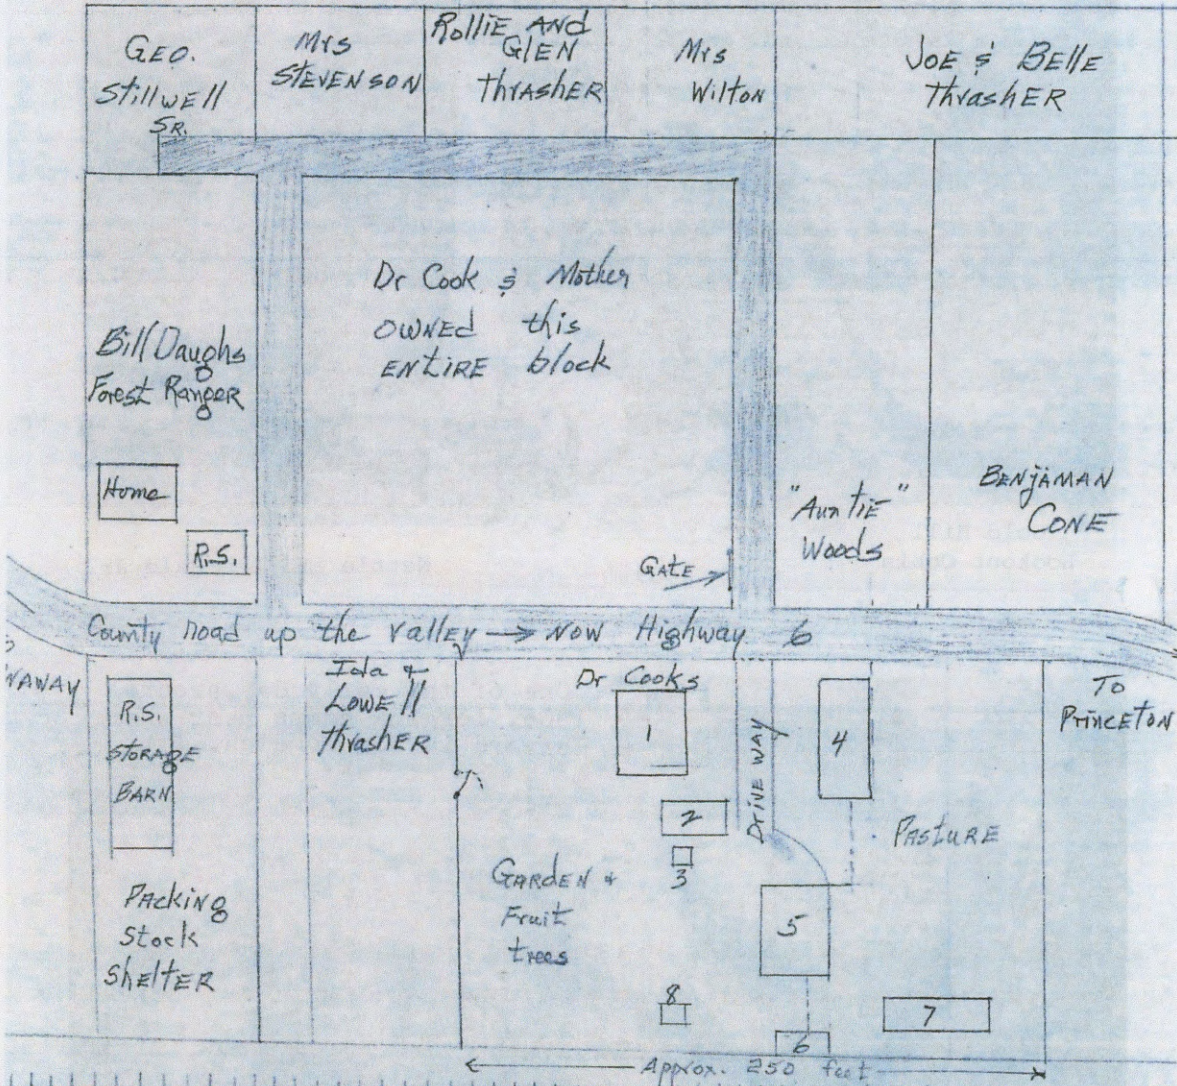 GEO.
Stillwell
SR.
Mrs
STEVENSON
Rollie AND
GLEN
Thrasher
Mrs
Wilton
JOE & BEllE
Thrasher
Dr Cook & Mother
OWNEd this
ENTiRE block
Bill Daughs
Forest Ranger
Home
R.S.
"AunTiE"
Woods
BENJAMAN
CONE
GATE
County road up the valley → NOW Highway 6
NAWAY
R.S.
STORAGE
BARN
Ida &
LOWEll
Thrasher
Dr Cooks
1
DRIVE WAY
4
To
PRINCETON
2
3
PASTURE
GARDEN &
Fruit
trees
5
PACKING
Stock
ShElTER
8
7
6
Approx. 250 feet